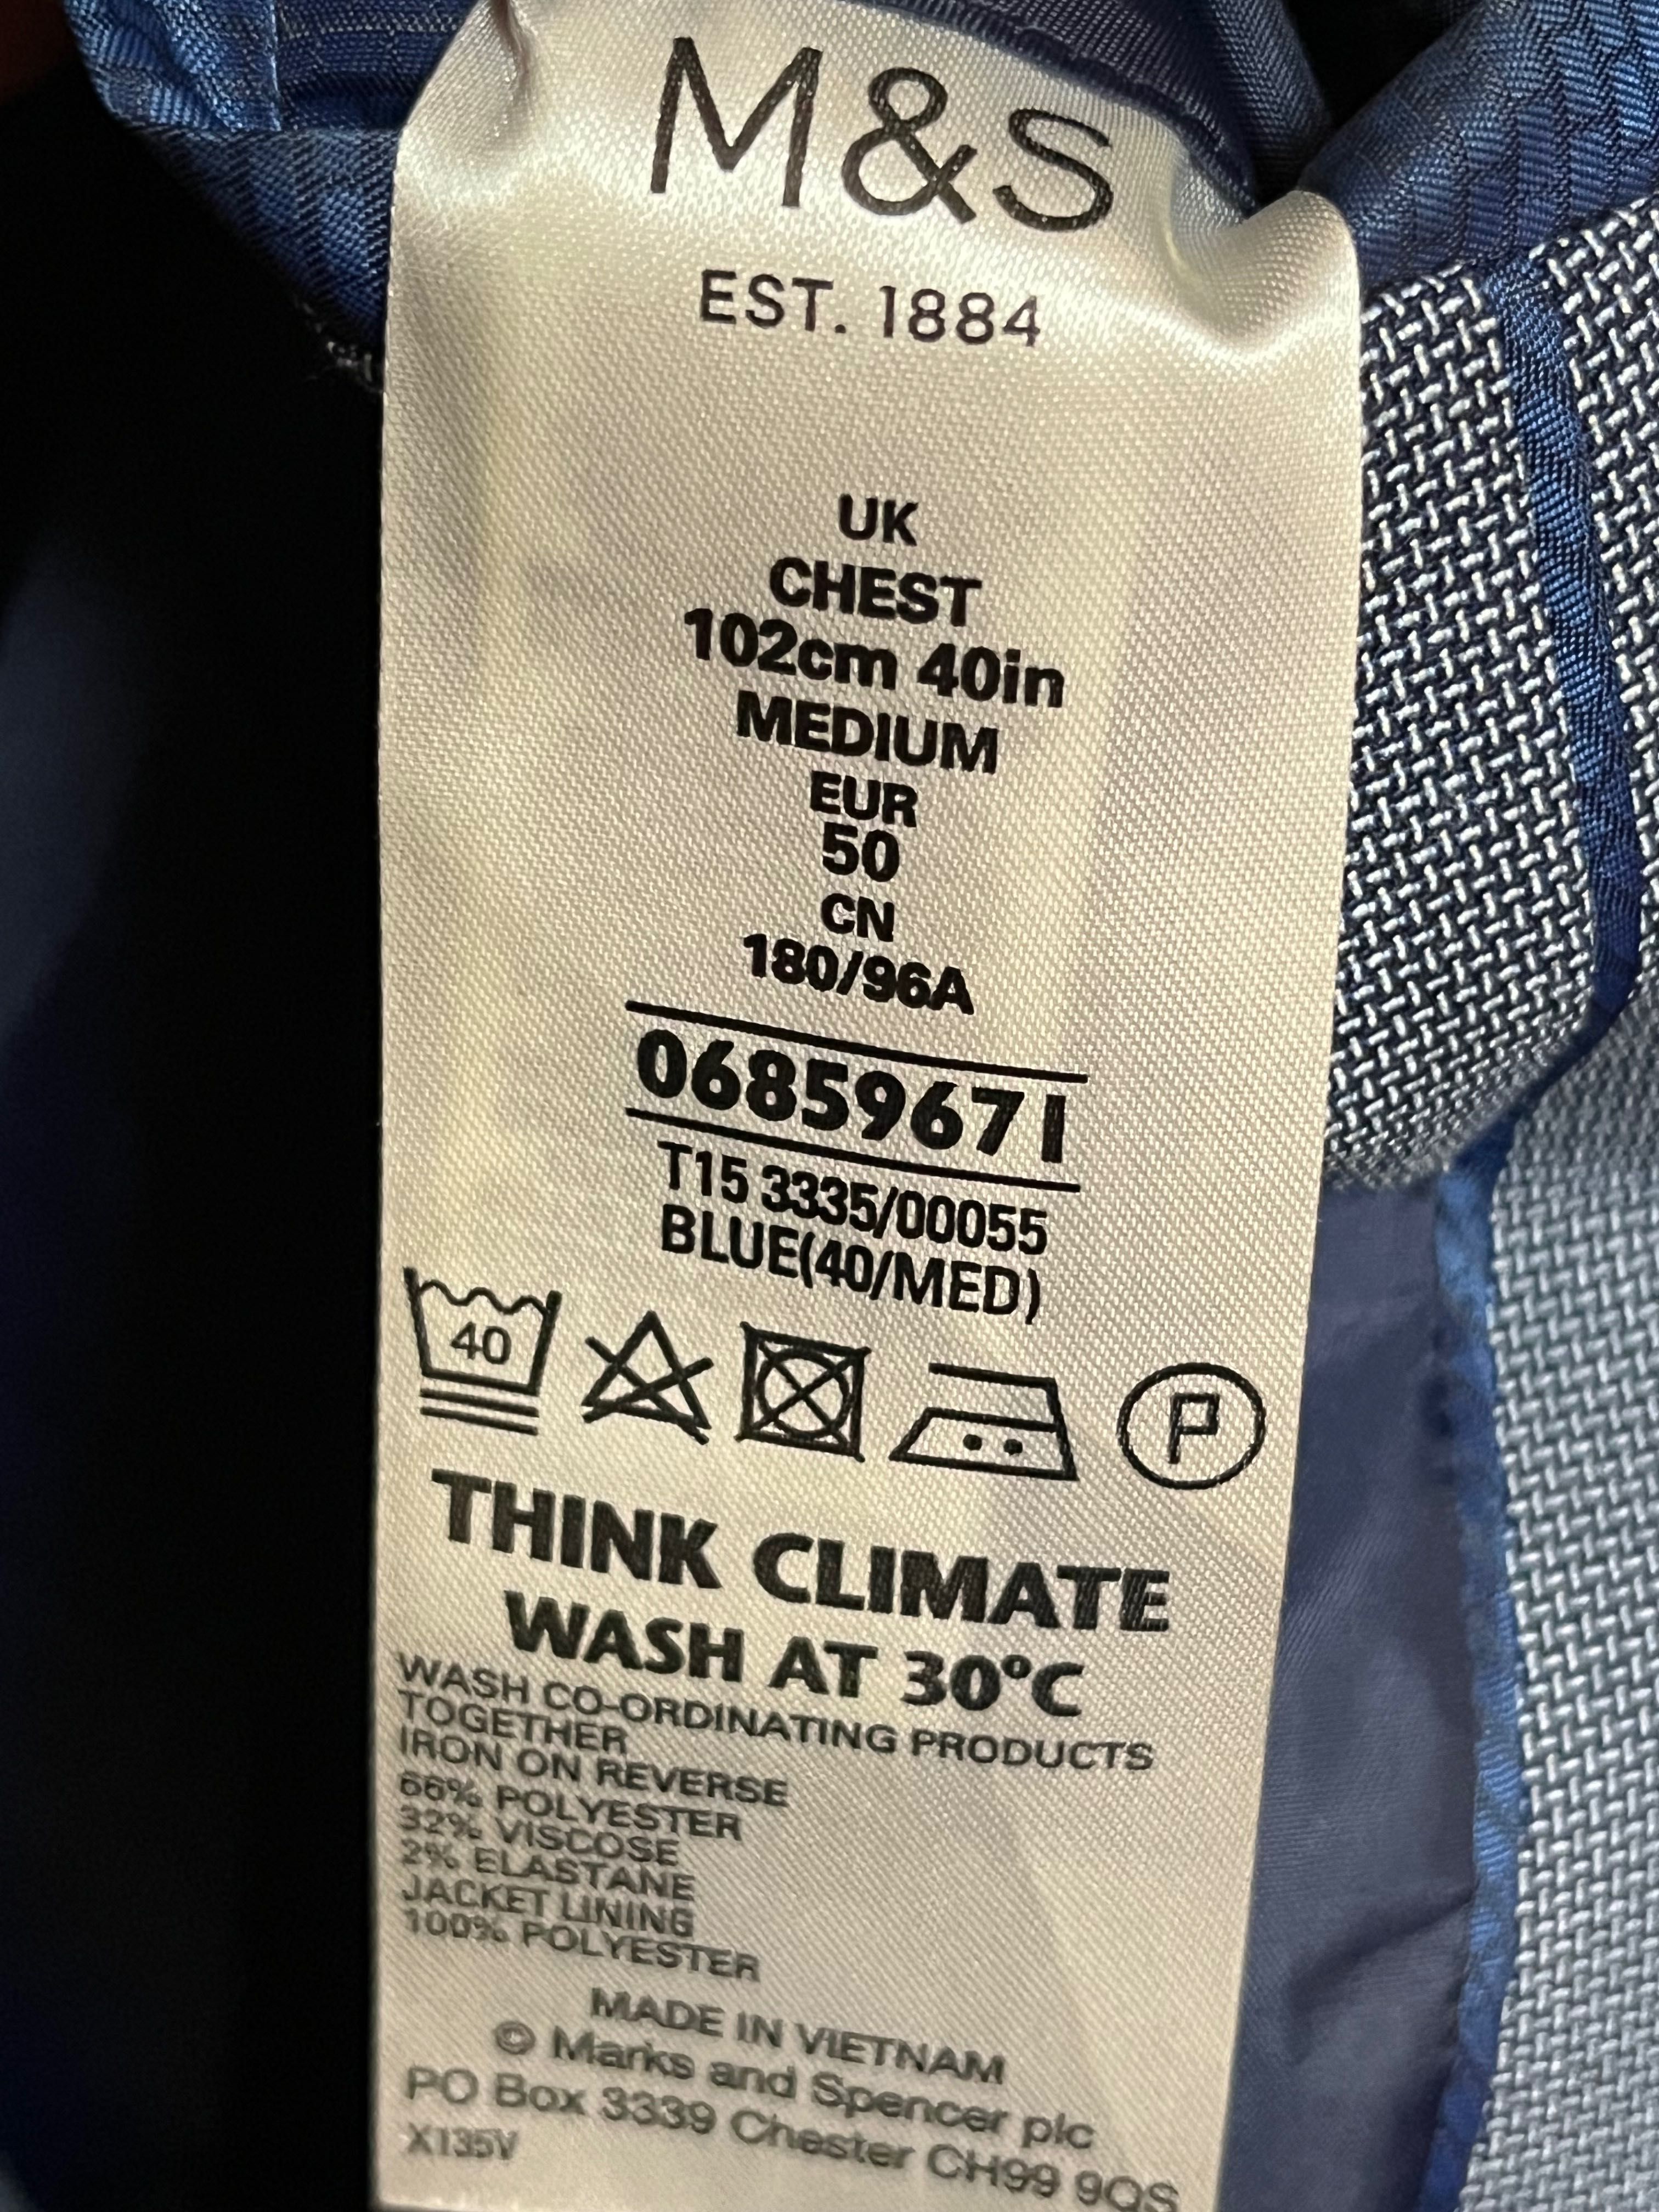 M&S
EST. 1884
UK
CHEST
102cm 40in
MEDIUM
EUR
50
CN
180/96A
06859671
T15 3335/00055
BLUE(40/MED)
40 P
THINK CLIMATE
WASH AT 30°C
WASH CO-ORDINATING PRODUCTS
TOGETHER
IRON ON REVERSE
66% POLYESTER
32% VISCOSE
2% ELASTANE
JACKET LINING
100% POLYESTER
MADE IN VIETNAM
© Marks and Spencer plc
PO Box 3339 Chester CH99 9QS
X135V